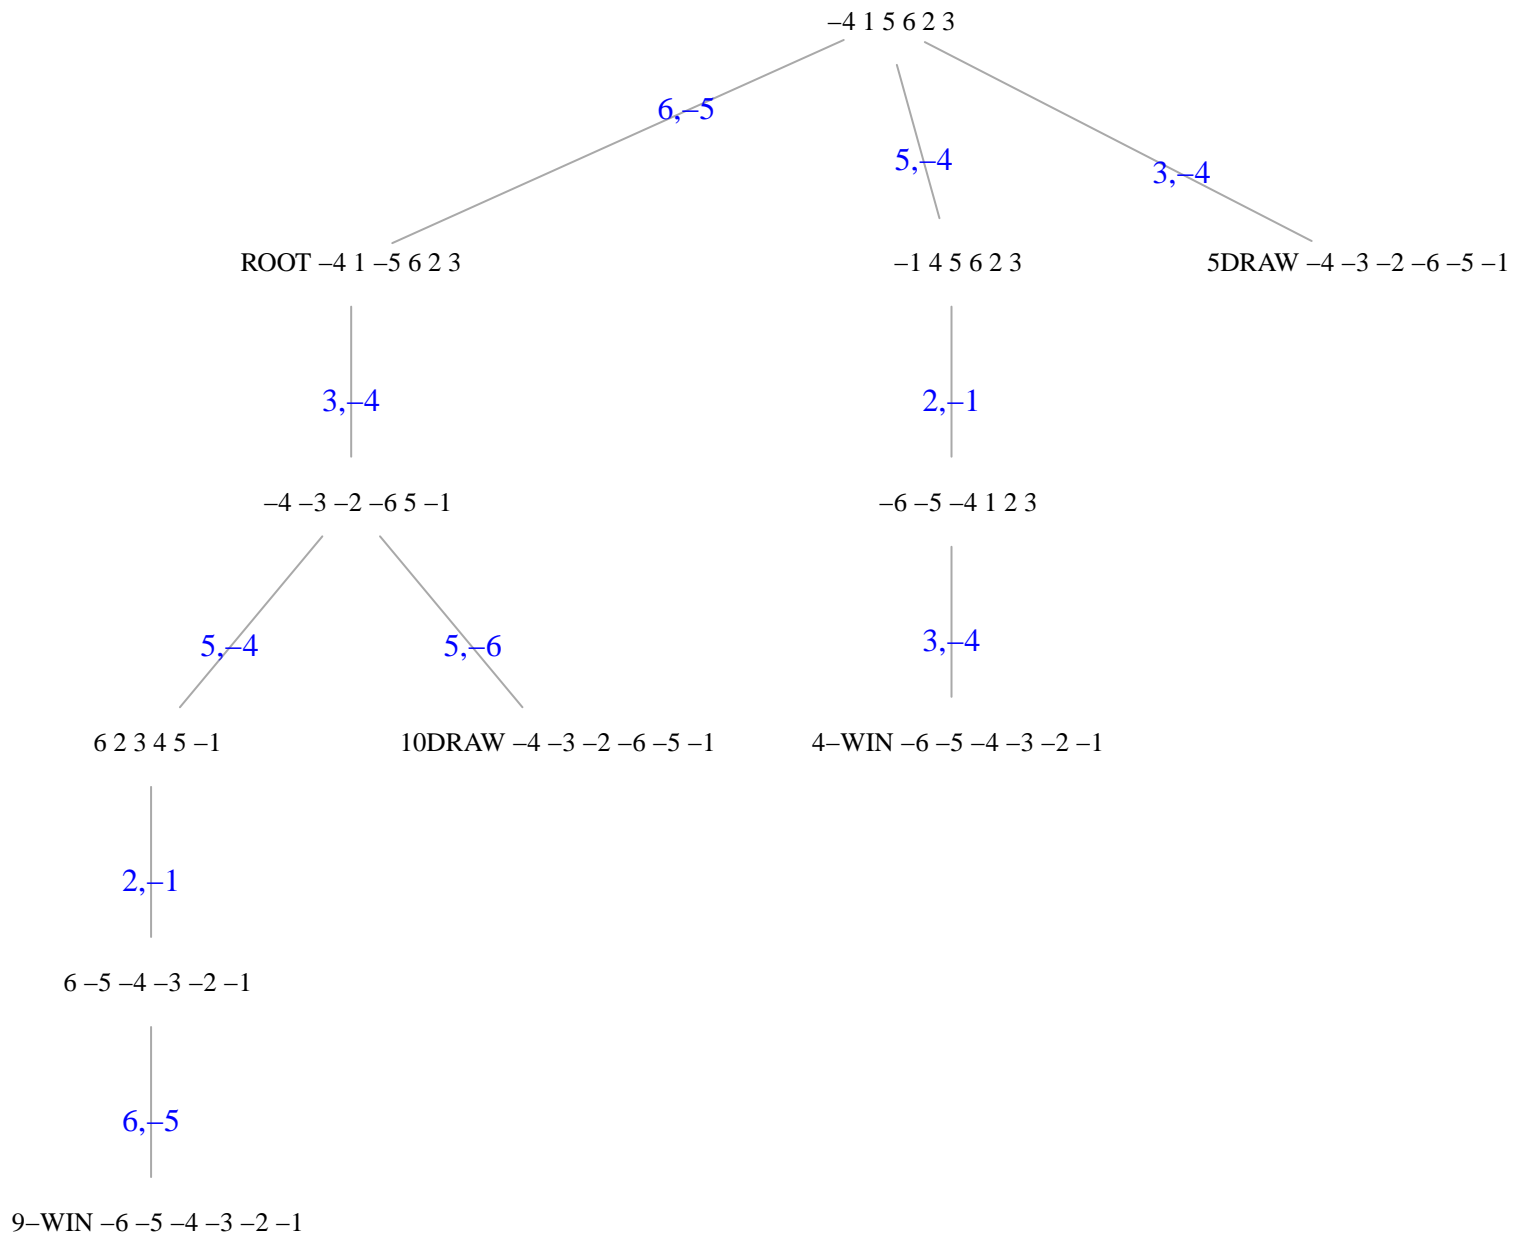 –4 1 5 6 2 3
6,–5
5,–4
3,–4
ROOT –4 1 –5 6 2 3
–1 4 5 6 2 3
5DRAW –4 –3 –2 –6 –5 –1
3,–4
2,–1
–4 –3 –2 –6 5 –1
–6 –5 –4 1 2 3
5,–4
5,–6
3,–4
6 2 3 4 5 –1
10DRAW –4 –3 –2 –6 –5 –1
4–WIN –6 –5 –4 –3 –2 –1
2,–1
6 –5 –4 –3 –2 –1
6,–5
9–WIN –6 –5 –4 –3 –2 –1